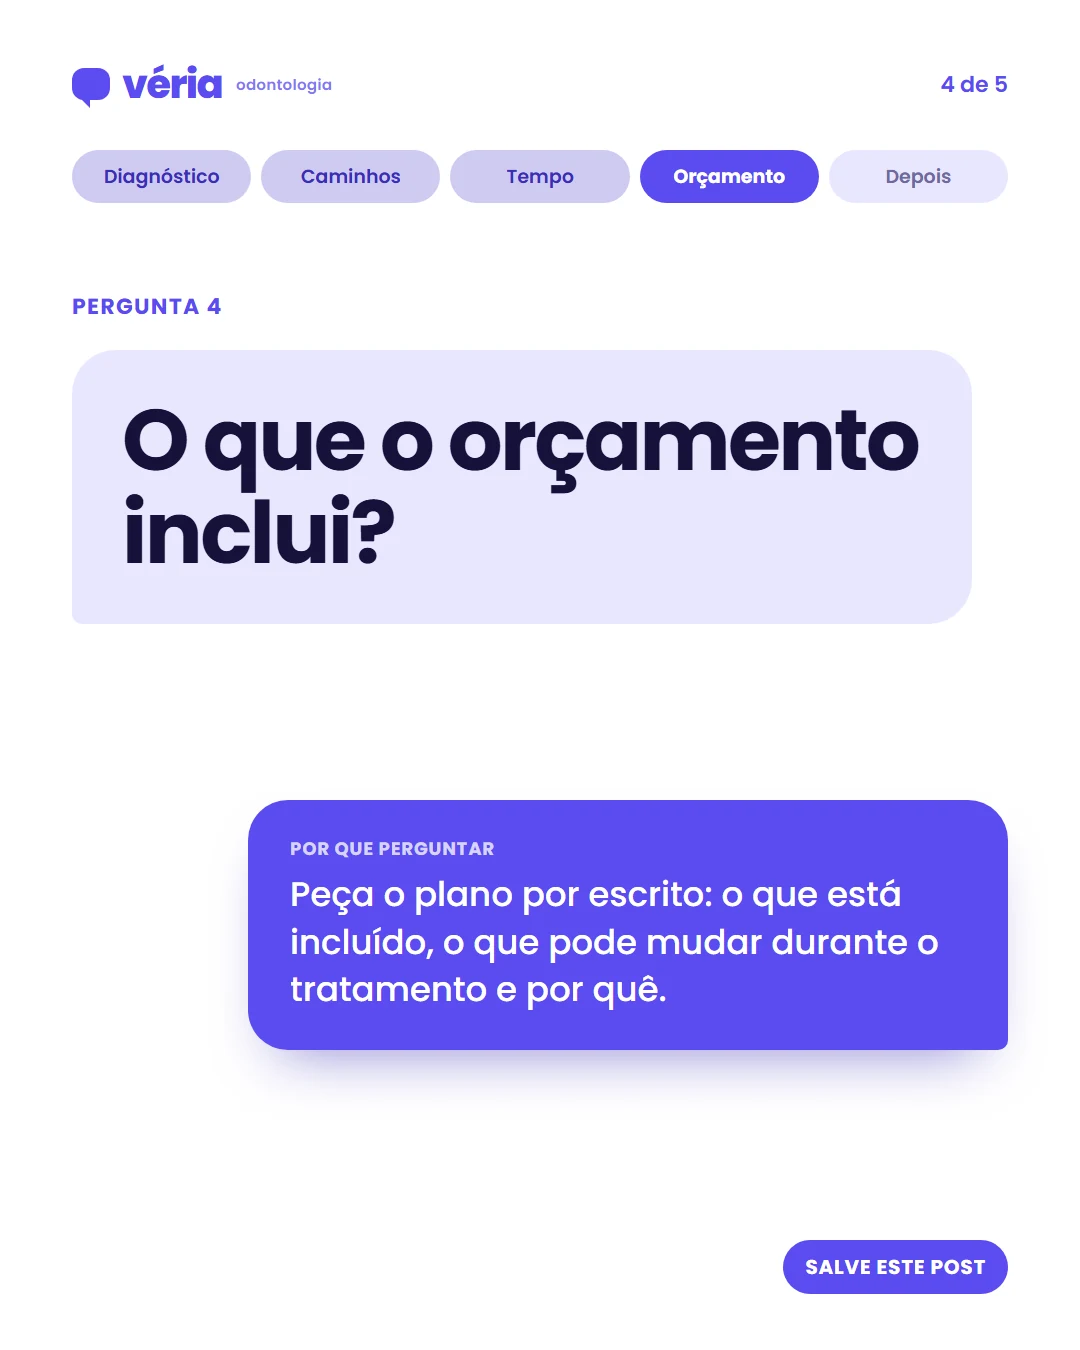 véria odontologia
4 de 5
Diagnóstico Caminhos Tempo Orçamento Depois
PERGUNTA 4
O que o orçamento
inclui?
POR QUE PERGUNTAR
Peça o plano por escrito: o que está
incluído, o que pode mudar durante o
tratamento e por quê.
SALVE ESTE POST